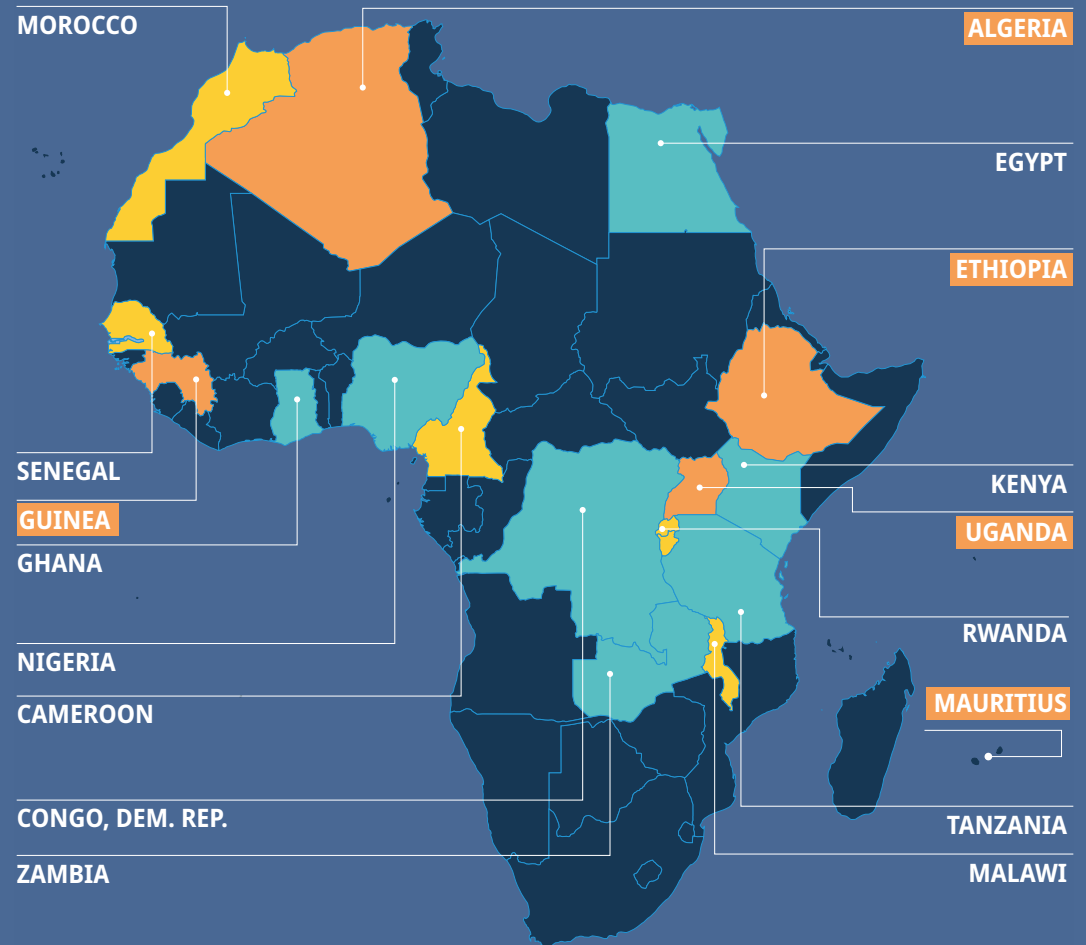 MOROCCO
ALGERIA
EGYPT
ETHIOPIA
SENEGAL
KENYA
GUINEA
UGANDA
GHANA
RWANDA
NIGERIA
MAURITIUS
CAMEROON
CONGO, DEM. REP.
TANZANIA
ZAMBIA
MALAWI